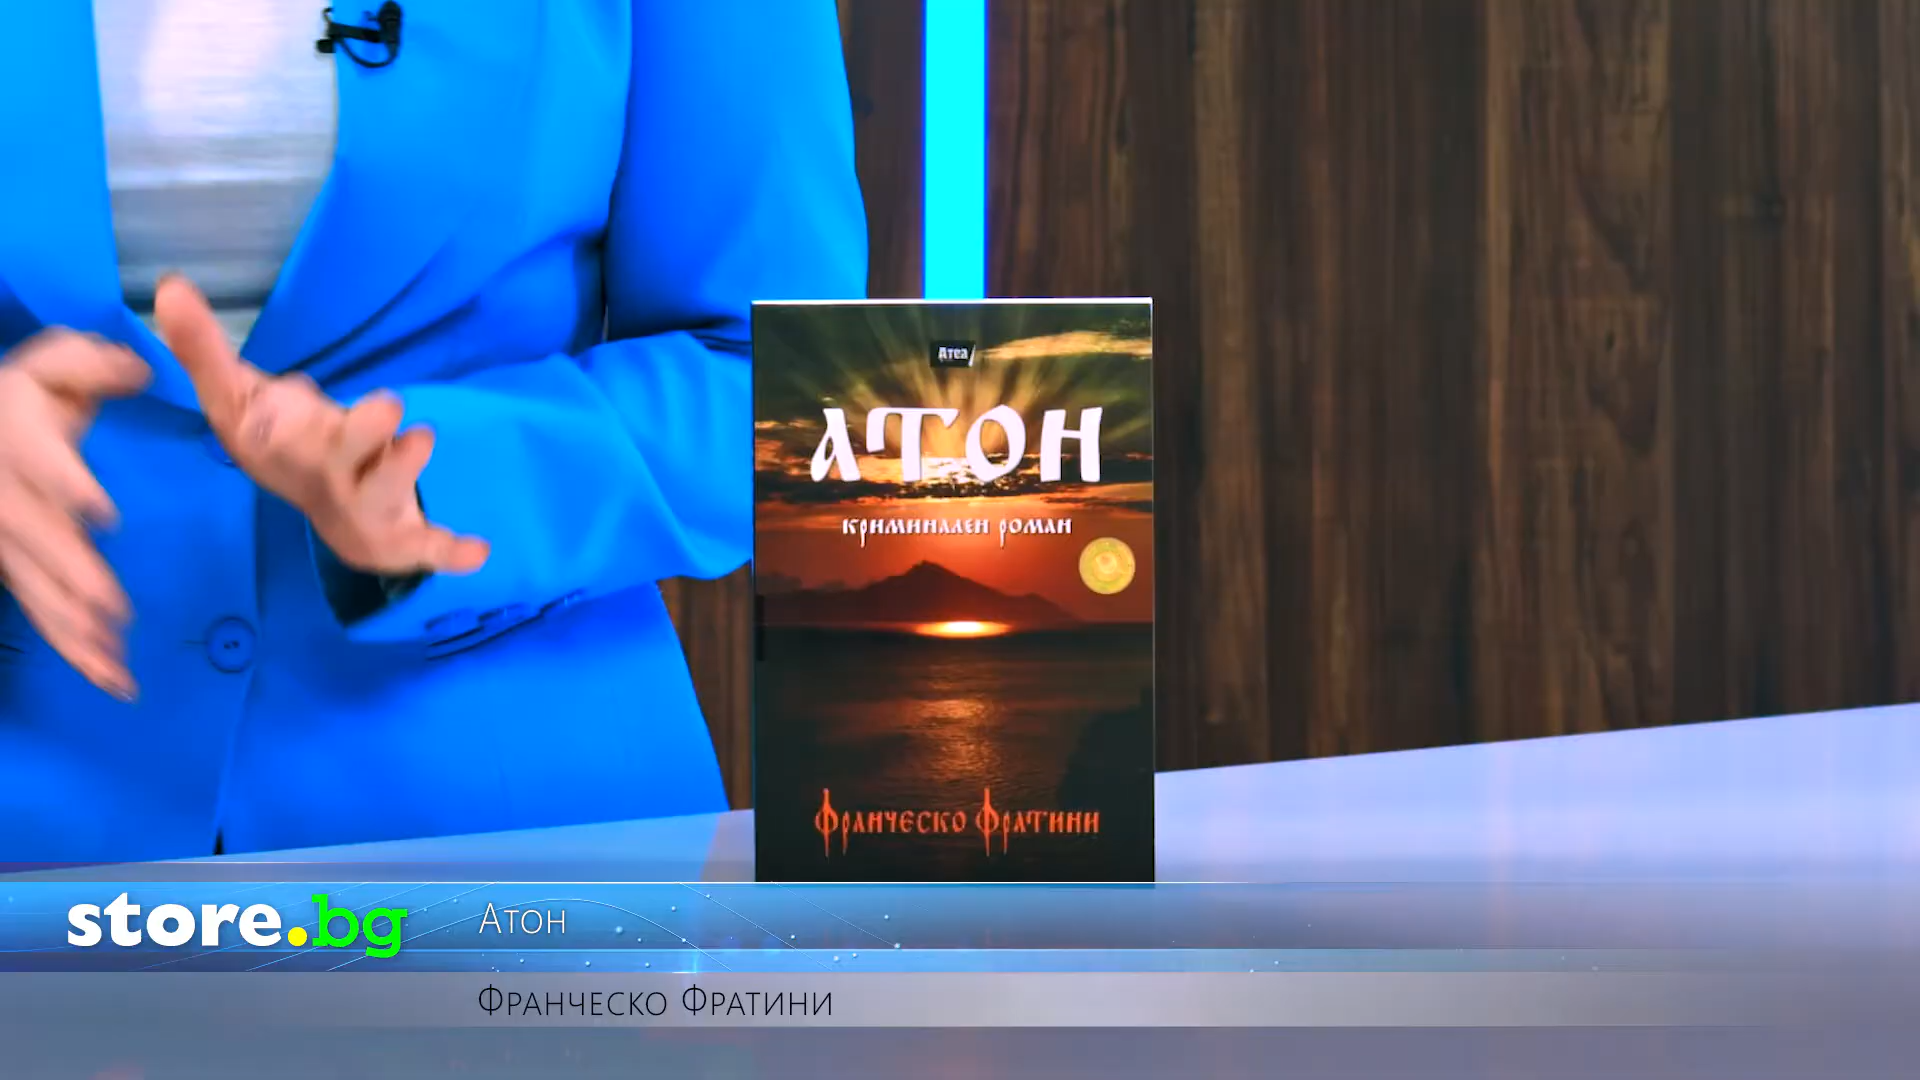 Атеа
АТОН
криминален роман
Франческо Фратини
store.bg
Атон
Франческо Фратини